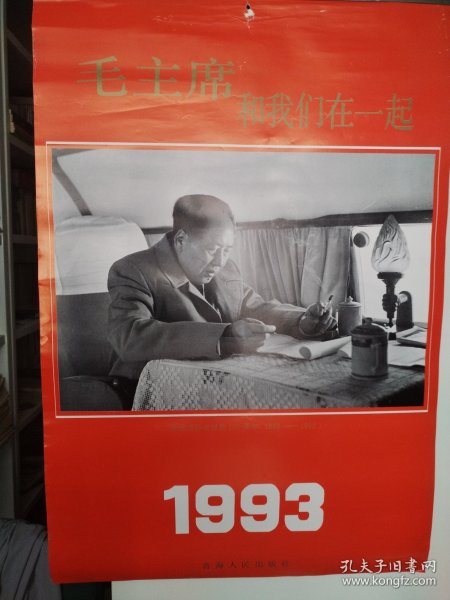 毛主席
和我们在一起
1993
青海人民出版社
孔夫子旧书网
www.kongfz.com